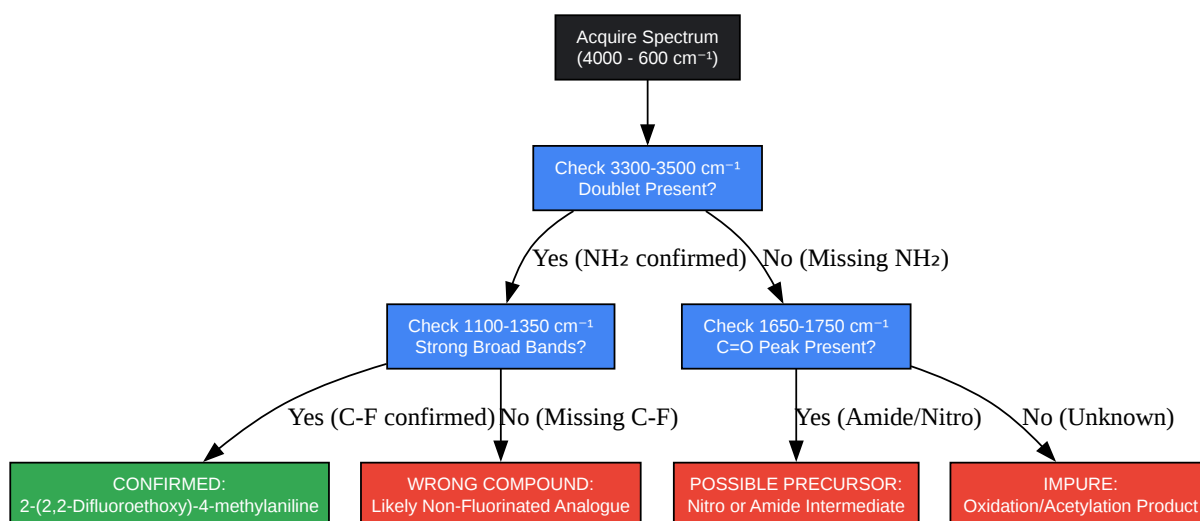 Acquire Spectrum
(4000 - 600 cm⁻¹)
Check 3300-3500 cm⁻¹
Doublet Present?
Yes (NH₂ confirmed)
No (Missing NH₂)
Check 1100-1350 cm⁻¹
Strong Broad Bands?
Check 1650-1750 cm⁻¹
C=O Peak Present?
Yes (C-F confirmed)
No (Missing C-F)
Yes (Amide/Nitro)
No (Unknown)
CONFIRMED:
2-(2,2-Difluoroethoxy)-4-methylaniline
WRONG COMPOUND:
Likely Non-Fluorinated Analogue
POSSIBLE PRECURSOR:
Nitro or Amide Intermediate
IMPURE:
Oxidation/Acetylation Product